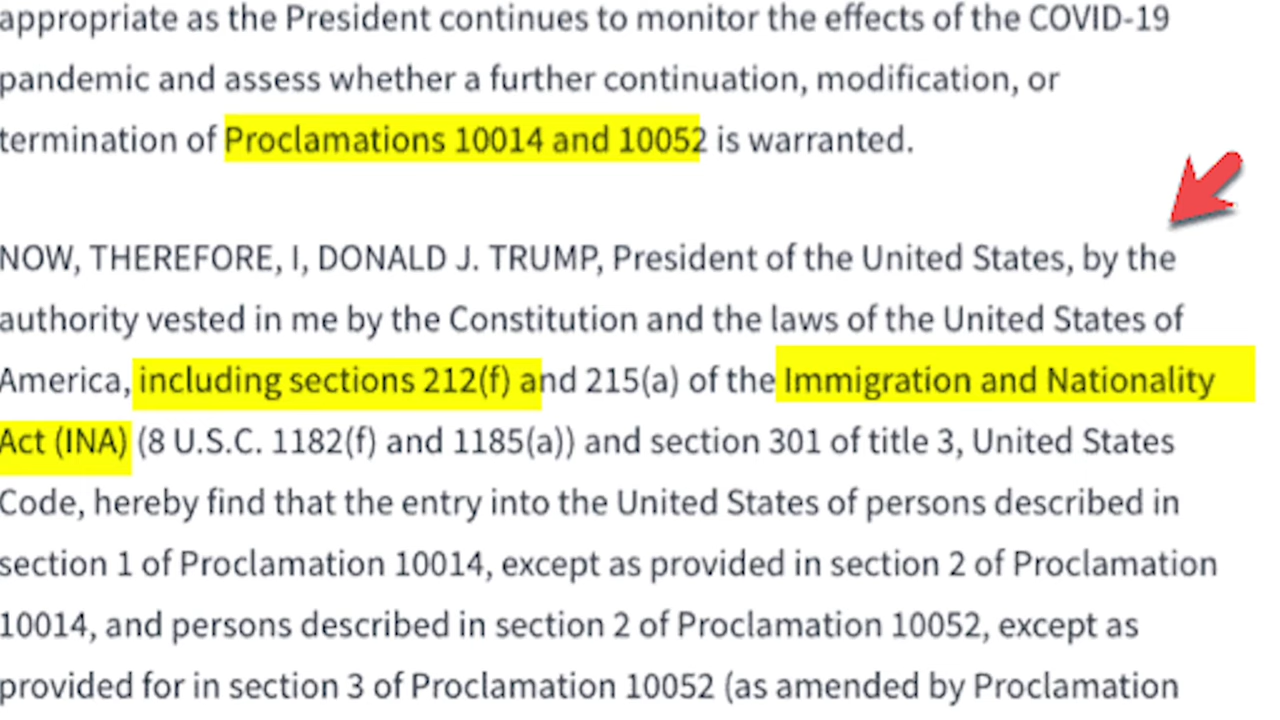 appropriate as the President continues to monitor the effects of the COVID-19
pandemic and assess whether a further continuation, modification, or
termination of Proclamations 10014 and 10052 is warranted.
NOW, THEREFORE, I, DONALD J. TRUMP, President of the United States, by the
authority vested in me by the Constitution and the laws of the United States of
America, including sections 212(f) and 215(a) of the Immigration and Nationality
Act (INA) (8 U.S.C. 1182(f) and 1185(a)) and section 301 of title 3, United States
Code, hereby find that the entry into the United States of persons described in
section 1 of Proclamation 10014, except as provided in section 2 of Proclamation
10014, and persons described in section 2 of Proclamation 10052, except as
provided for in section 3 of Proclamation 10052 (as amended by Proclamation